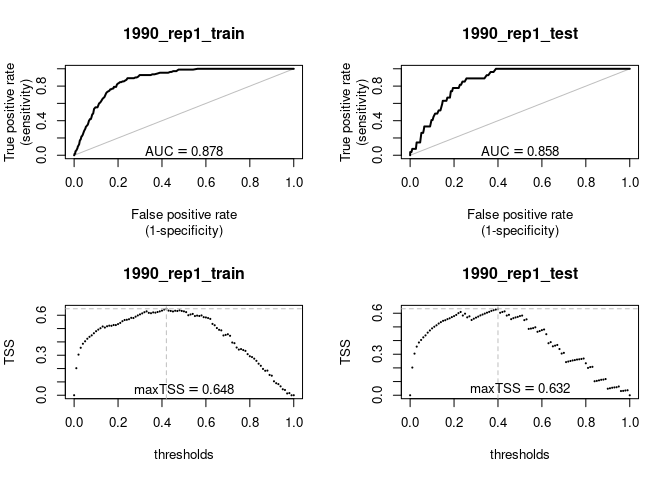 1990_rep1_train
True positive rate
(sensitivity)
0.0 0.4 0.8
AUC = 0.878
0.0 0.2 0.4 0.6 0.8 1.0
False positive rate
(1-specificity)
1990_rep1_test
True positive rate
(sensitivity)
0.0 0.4 0.8
AUC = 0.858
0.0 0.2 0.4 0.6 0.8 1.0
False positive rate
(1-specificity)
1990_rep1_train
TSS
0.0 0.3 0.6
maxTSS = 0.648
0.0 0.2 0.4 0.6 0.8 1.0
thresholds
1990_rep1_test
TSS
0.0 0.3 0.6
maxTSS = 0.632
0.0 0.2 0.4 0.6 0.8 1.0
thresholds